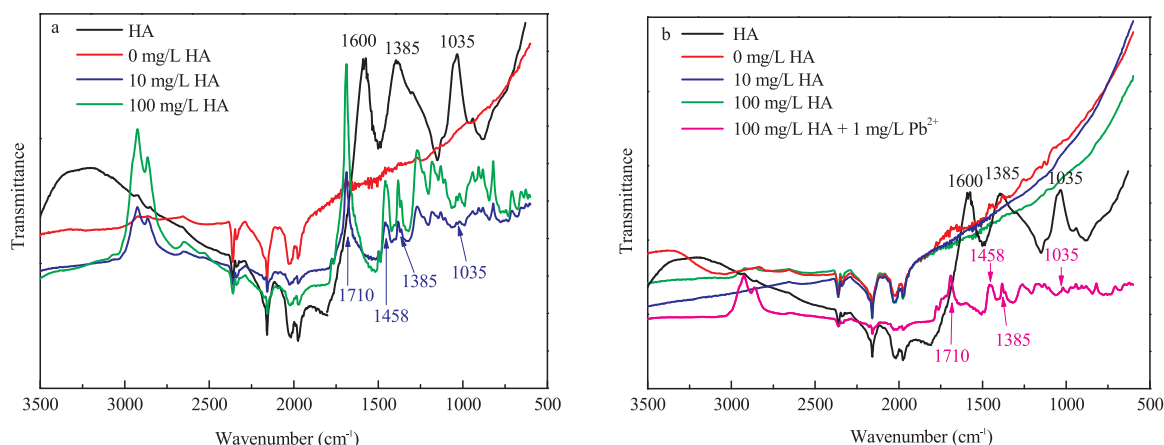 a
HA
0 mg/L HA
10 mg/L HA
100 mg/L HA
1600
1385
1035
1710
1458
1385
1035
Transmittance
3500 3000 2500 2000 1500 1000 500
Wavenumber (cm⁻¹)
b
HA
0 mg/L HA
10 mg/L HA
100 mg/L HA
100 mg/L HA + 1 mg/L Pb²⁺
1600
1385
1035
1458
1035
1710
1385
Transmittance
3500 3000 2500 2000 1500 1000 500
Wavenumber (cm⁻¹)